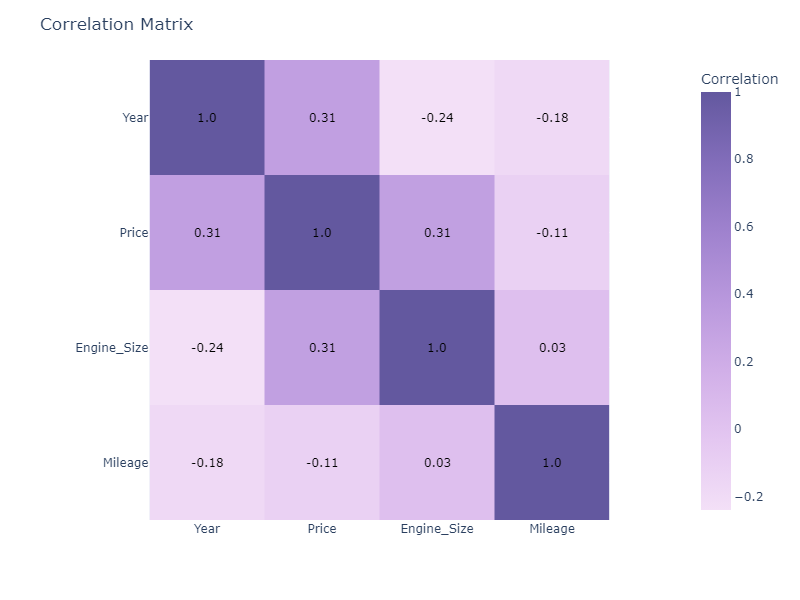 Correlation Matrix
Correlation
Year 1.0 0.31 −0.24 −0.18
Price 0.31 1.0 0.31 −0.11
Engine_Size −0.24 0.31 1.0 0.03
Mileage −0.18 −0.11 0.03 1.0
Year Price Engine_Size Mileage
1
0.8
0.6
0.4
0.2
0
−0.2